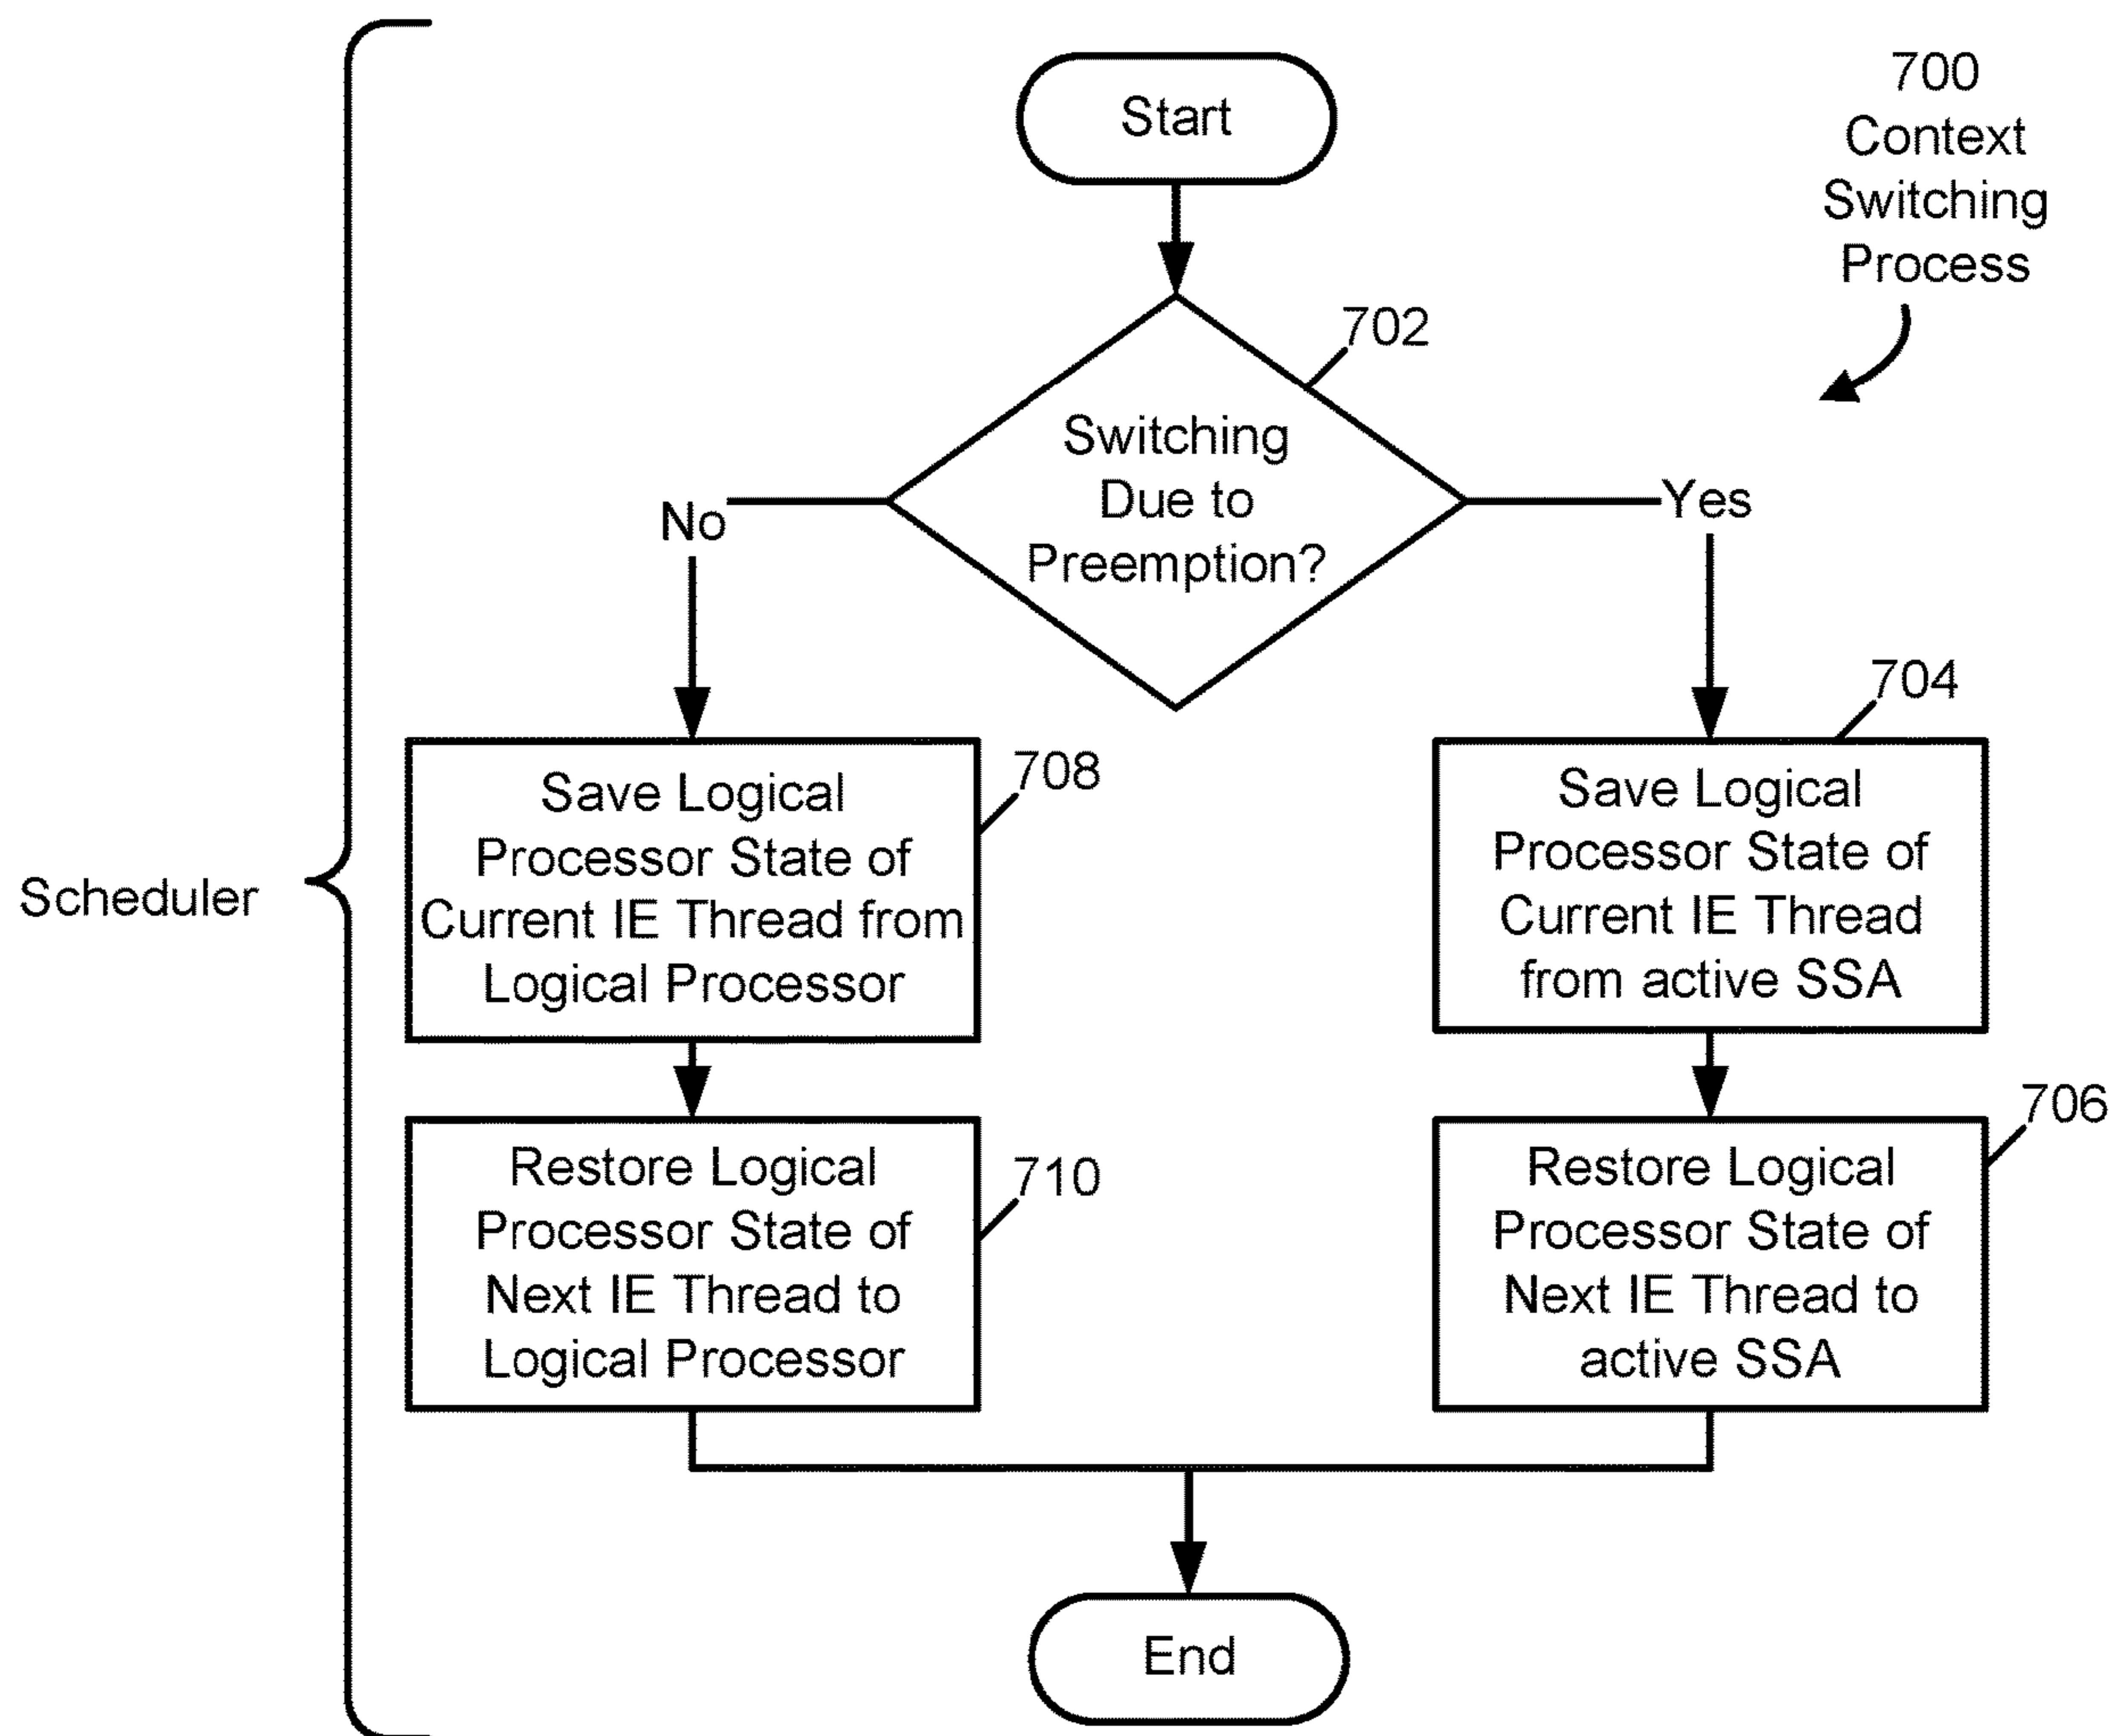 Start
700
Context
Switching
Process
702
Switching
Due to
Preemption?
No
Yes
704
708
Save Logical
Processor State of
Current IE Thread from
Logical Processor
Save Logical
Processor State of
Current IE Thread
from active SSA
Scheduler
710
Restore Logical
Processor State of
Next IE Thread to
Logical Processor
706
Restore Logical
Processor State of
Next IE Thread to
active SSA
End